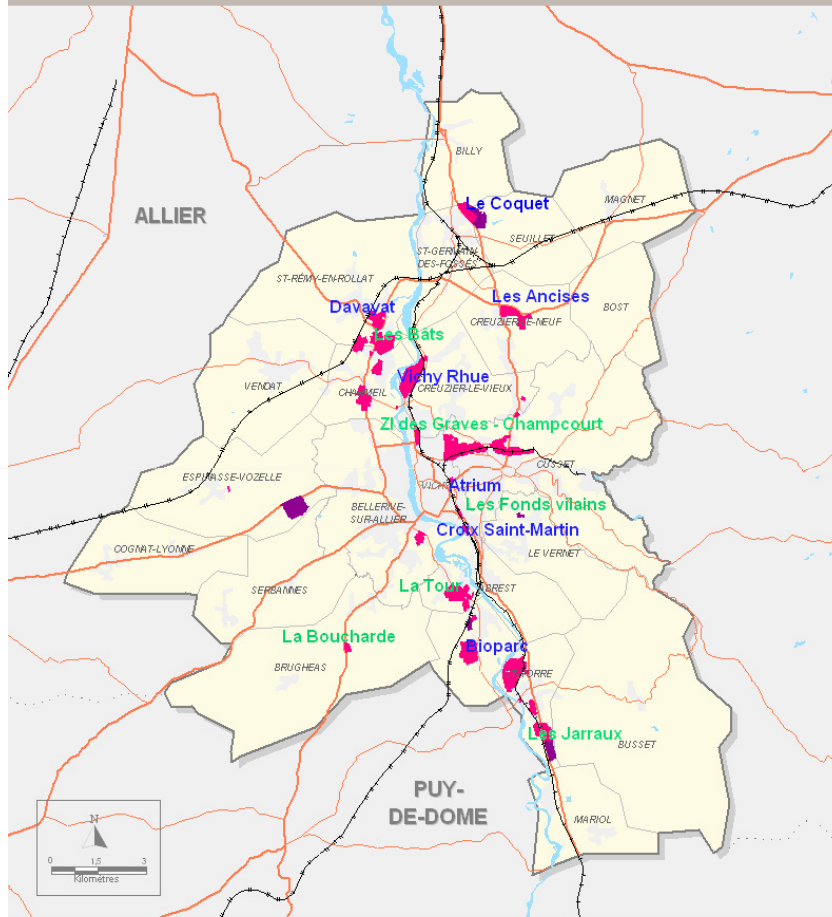 BILLY
ALLIER
Le Coquet
MAGNET
SEUILLET
ST-GERMAIN
DES-FOSSÉS
ST-RÉMY-EN-ROLLAT
Davayat
Les Ancises
BOST
CREUZIER-LE-NEUF
Les Bâts
Vichy Rhue
VENDAT
CREUZIER-LE-VIEUX
CHARMEIL
ZI des Graves - Champcourt
CUSSET
ESPINASSE-VOZELLE
VICHY
Atrium
Les Fonds vilains
BELLERIVE-
SUR-ALLIER
Croix Saint-Martin
COGNAT-LYONNE
LE VERNET
SERBANNES
La Tour
ABREST
La Boucharde
Bioparc
BRUGHEAS
Les Jarraux
BUSSET
PUY-
DE-DOME
MARIOL
N
0 1,5 3
Kilomètres